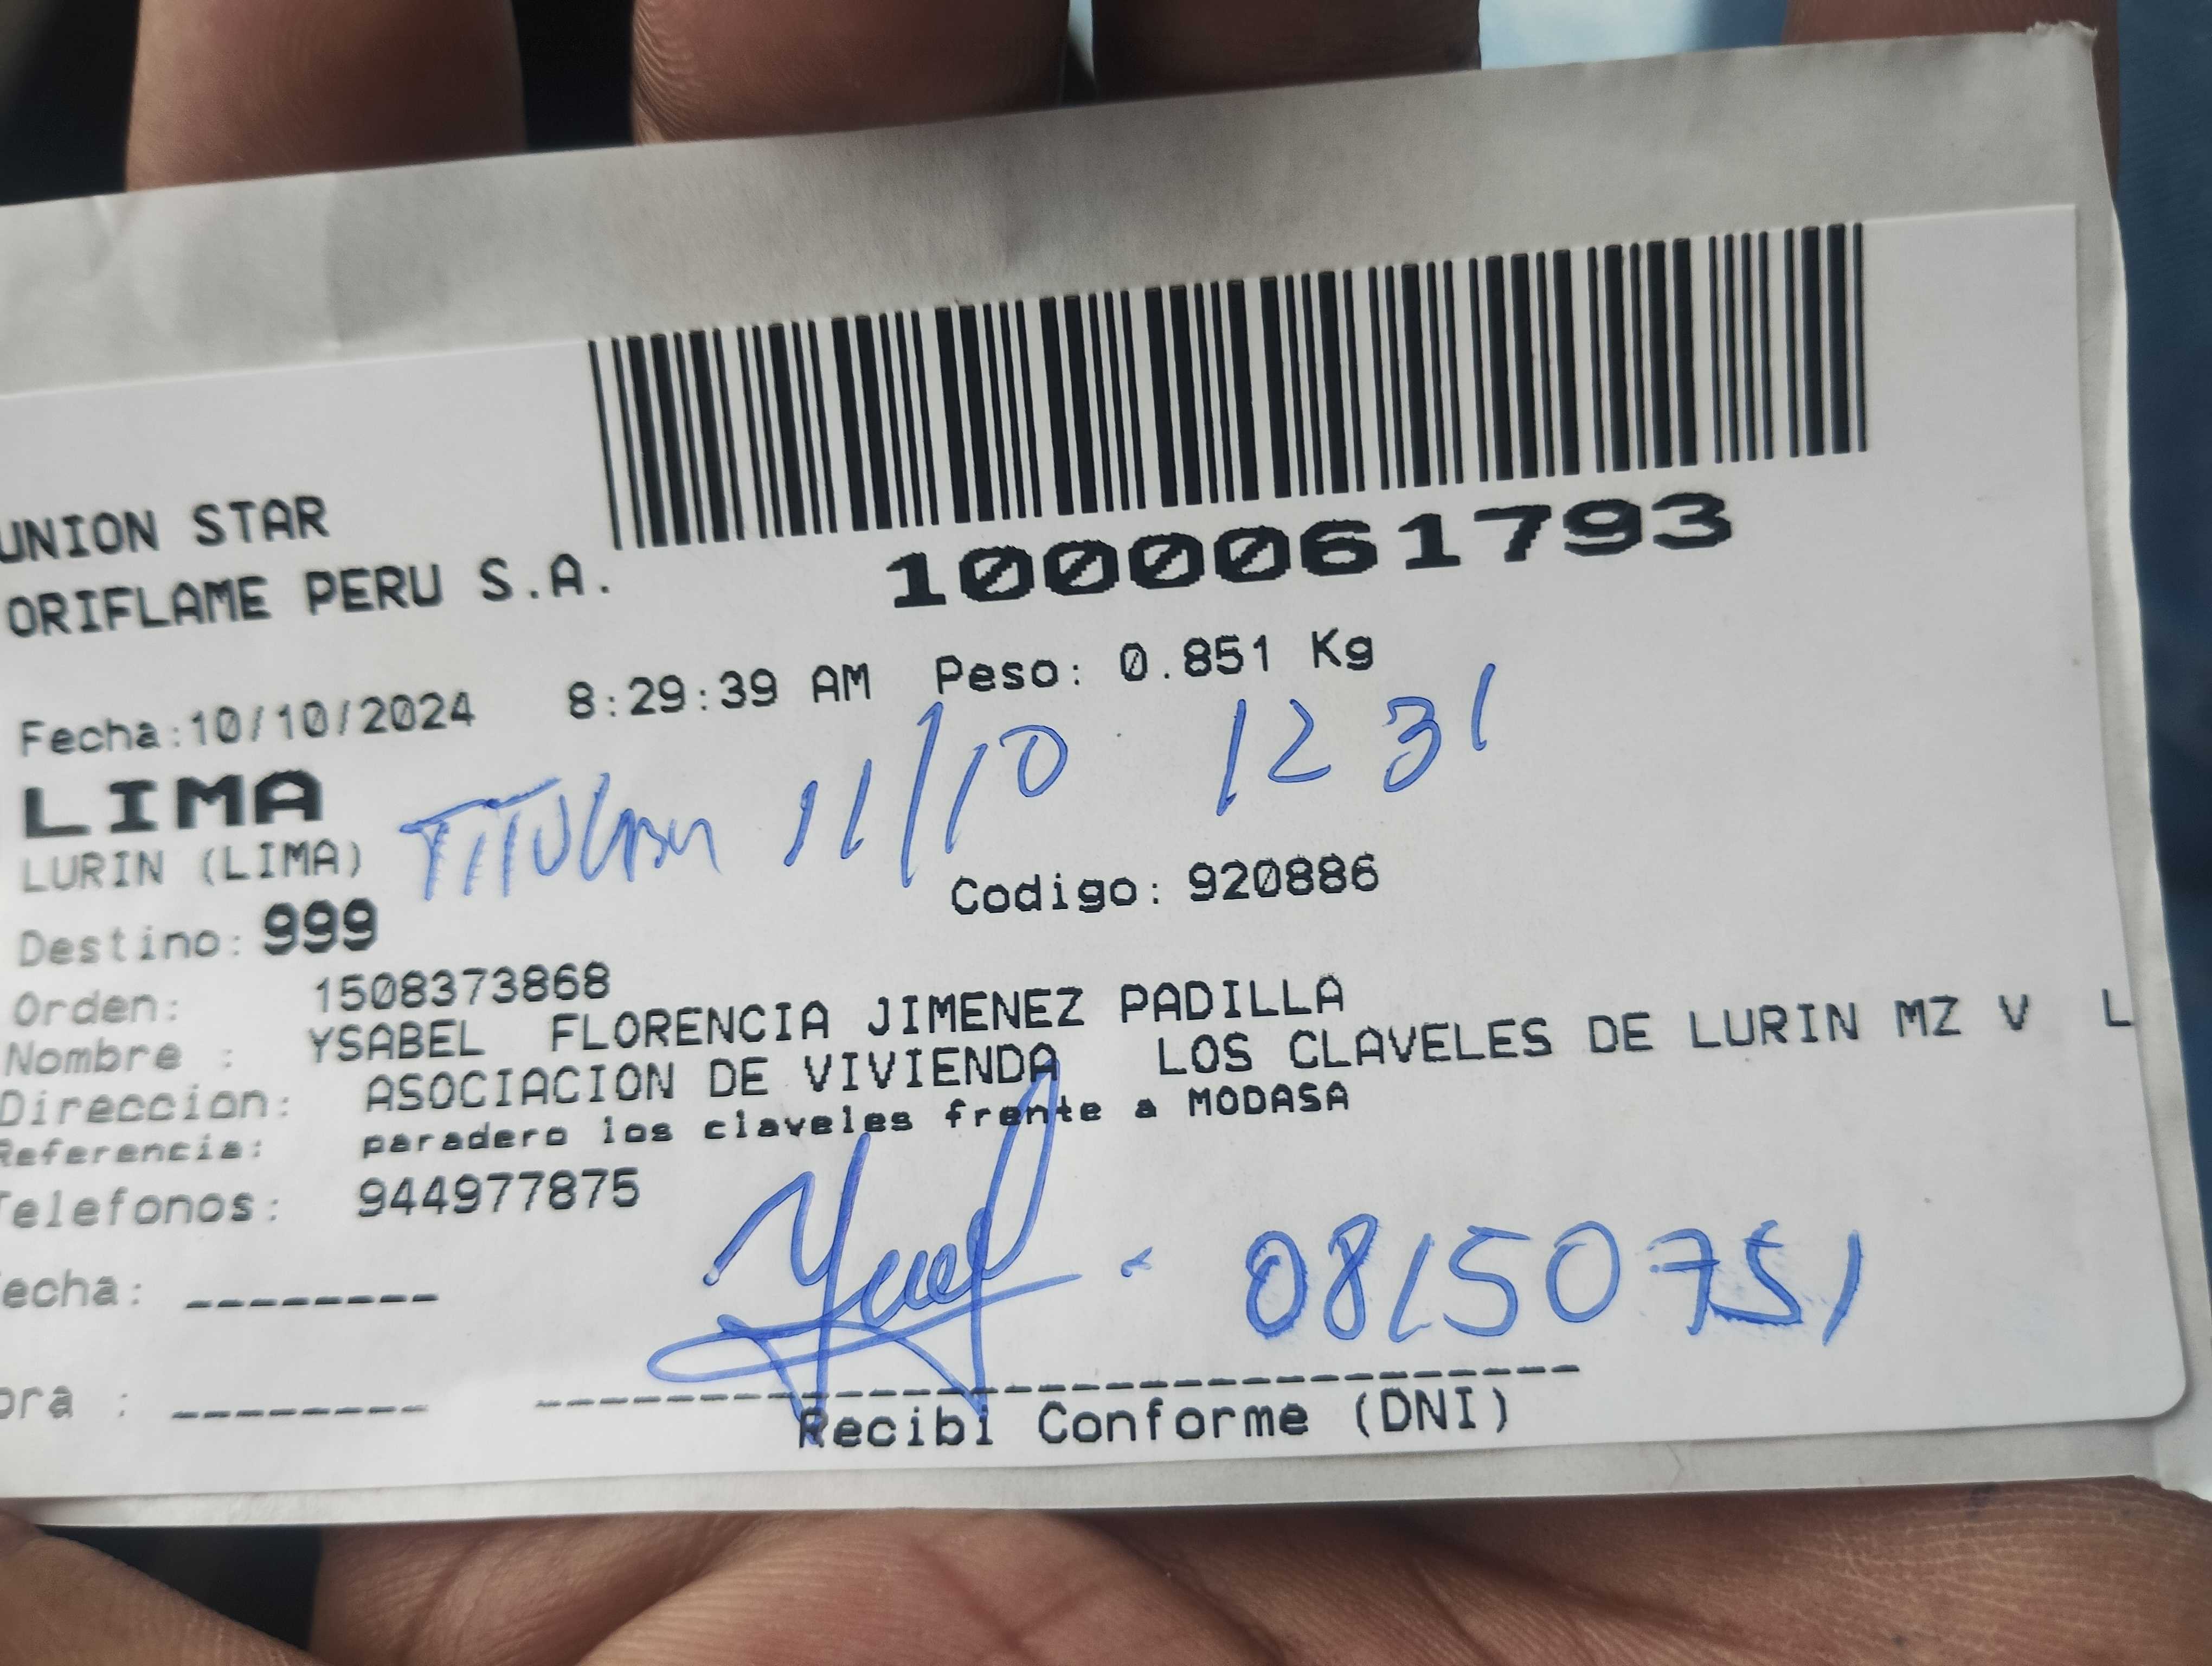 UNION STAR
ORIFLAME PERU S.A.
1000061793
Fecha:10/10/2024 8:29:39 AM Peso: 0.851 Kg
LIMA
TITULAR 11/10 12 31
LURIN (LIMA)
Codigo: 920886
Destino: 999
Orden: 1508373868
Nombre : YSABEL FLORENCIA JIMENEZ PADILLA
Direccion: ASOCIACION DE VIVIENDA LOS CLAVELES DE LURIN MZ V L
Referencia: paradero los claveles frente a MODASA
Telefonos: 944977875
- 08150751
echa: --------
ora : --------
Recibi Conforme (DNI)